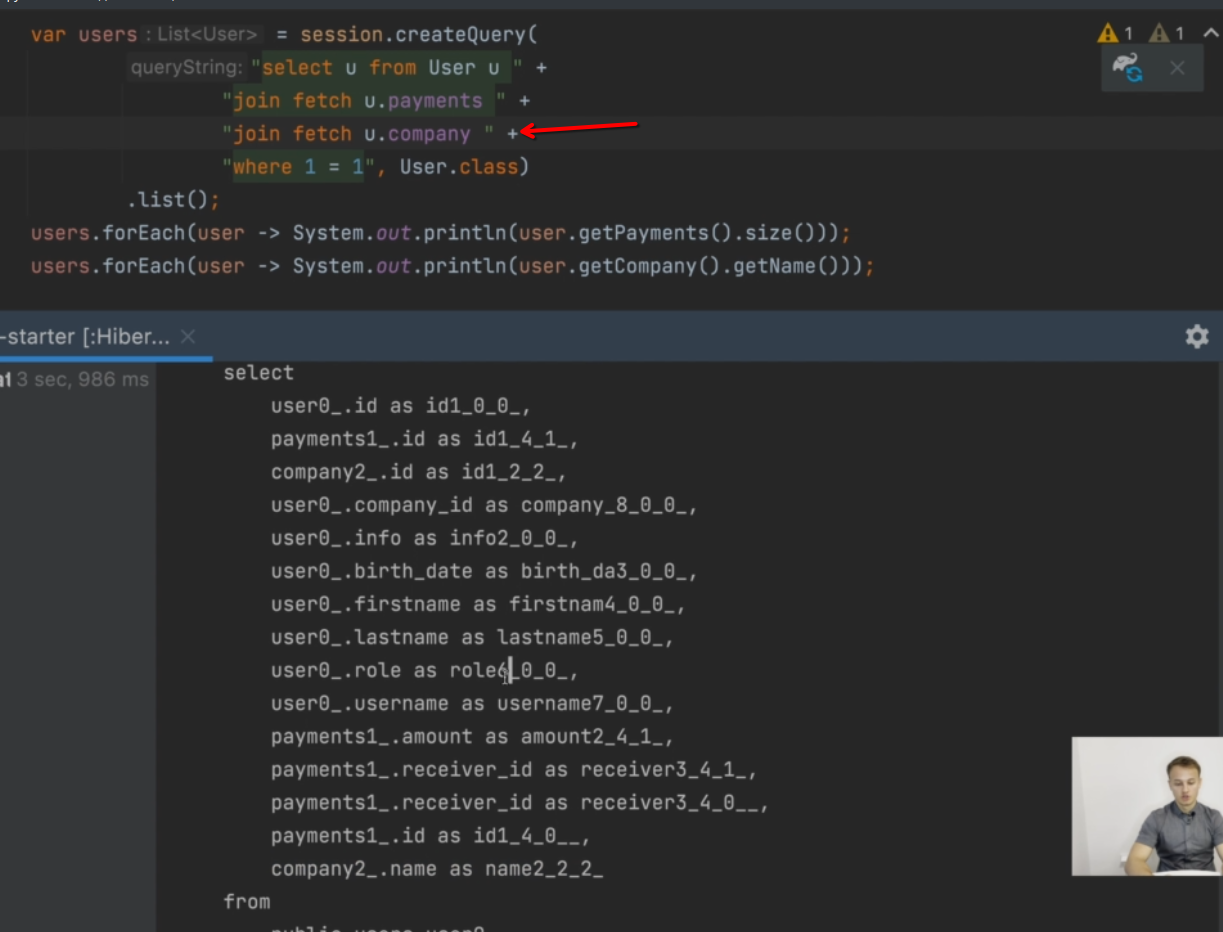 var users : List<User> = session.createQuery(
queryString: "select u from User u " +
"join fetch u.payments " +
"join fetch u.company " +
"where 1 = 1", User.class)
.list();
users.forEach(user -> System.out.println(user.getPayments().size()));
users.forEach(user -> System.out.println(user.getCompany().getName()));
1 1
-starter [:Hiber...
3 sec, 986 ms
select
user0_.id as id1_0_0_,
payments1_.id as id1_4_1_,
company2_.id as id1_2_2_,
user0_.company_id as company_8_0_0_,
user0_.info as info2_0_0_,
user0_.birth_date as birth_da3_0_0_,
user0_.firstname as firstnam4_0_0_,
user0_.lastname as lastname5_0_0_,
user0_.role as role6_0_0_,
user0_.username as username7_0_0_,
payments1_.amount as amount2_4_1_,
payments1_.receiver_id as receiver3_4_1_,
payments1_.receiver_id as receiver3_4_0__,
payments1_.id as id1_4_0__,
company2_.name as name2_2_2_
from